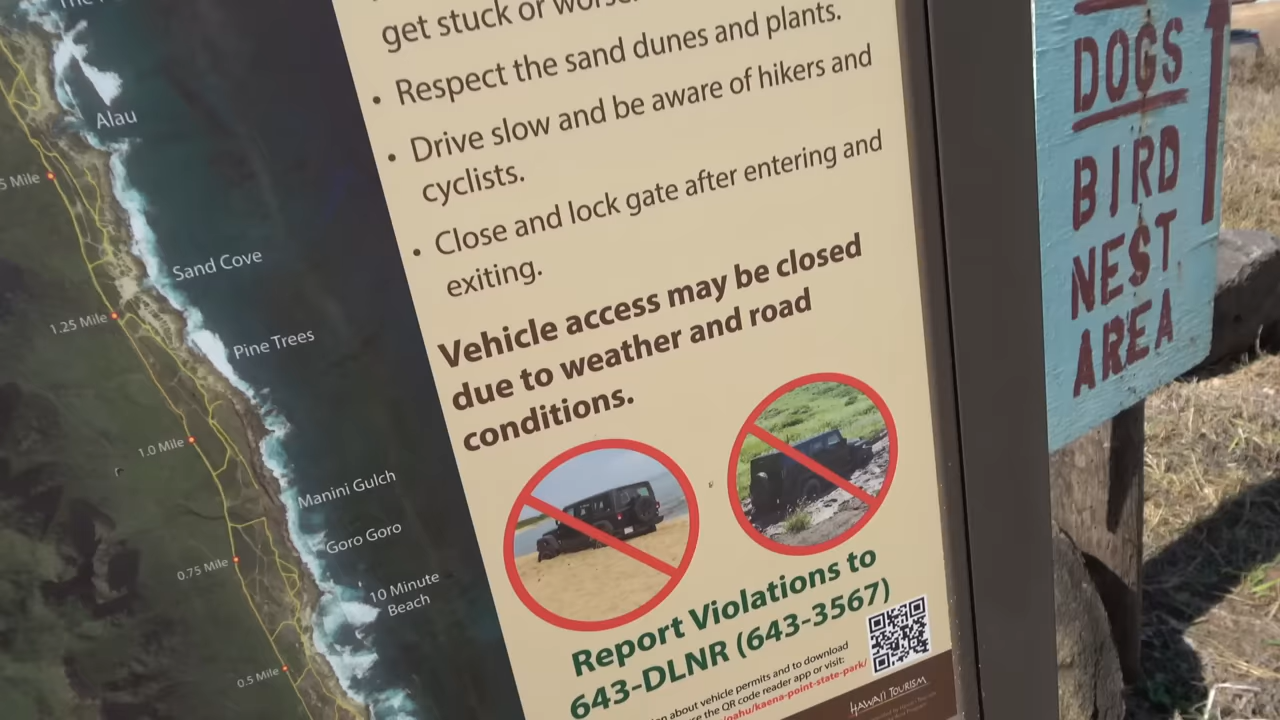 Alau
5 Mile
Sand Cove
1.25 Mile
Pine Trees
1.0 Mile
Manini Gulch
Goro Goro
0.75 Mile
10 Minute
Beach
0.5 Mile
get stuck or worse.
• Respect the sand dunes and plants.
• Drive slow and be aware of hikers and
cyclists.
• Close and lock gate after entering and
exiting.
Vehicle access may be closed
due to weather and road
conditions.
Report Violations to
643-DLNR (643-3567)
about vehicle permits and to download
the QR code reader app or visit:
/oahu/kaena-point-state-park/
HAWAI'I TOURISM
DOGS
BIRD
NEST
AREA